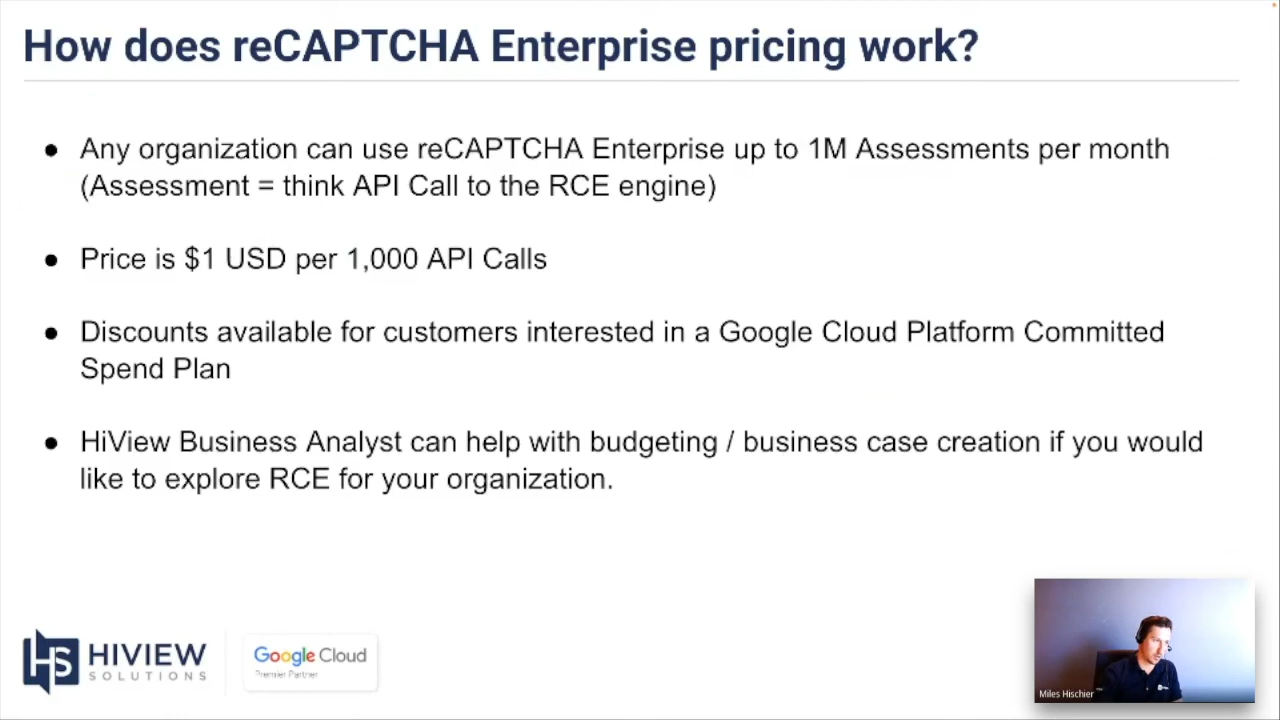 How does reCAPTCHA Enterprise pricing work?
● Any organization can use reCAPTCHA Enterprise up to 1M Assessments per month
(Assessment = think API Call to the RCE engine)
● Price is $1 USD per 1,000 API Calls
● Discounts available for customers interested in a Google Cloud Platform Committed
Spend Plan
● HiView Business Analyst can help with budgeting / business case creation if you would
like to explore RCE for your organization.
HS HIVIEW
SOLUTIONS
Google Cloud
Premier Partner
Miles Hischier